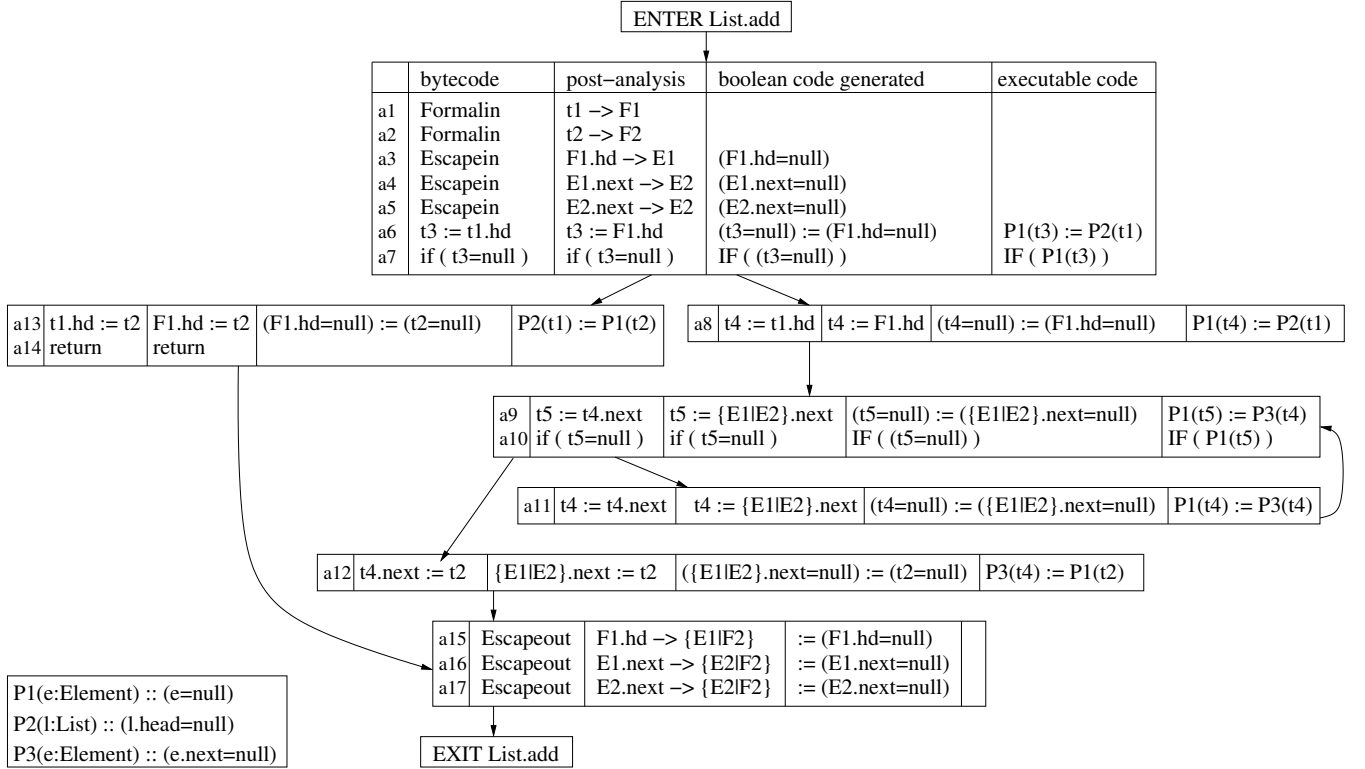 ENTER List.add
bytecode post−analysis boolean code generated executable code
a1 Formalin t1 −> F1
a2 Formalin t2 −> F2
a3 Escapein F1.hd −> E1 (F1.hd=null)
a4 Escapein E1.next −> E2 (E1.next=null)
a5 Escapein E2.next −> E2 (E2.next=null)
a6 t3 := t1.hd t3 := F1.hd (t3=null) := (F1.hd=null) P1(t3) := P2(t1)
a7 if ( t3=null ) if ( t3=null ) IF ( (t3=null) ) IF ( P1(t3) )
a13 t1.hd := t2 F1.hd := t2 (F1.hd=null) := (t2=null) P2(t1) := P1(t2)
a14 return return
a8 t4 := t1.hd t4 := F1.hd (t4=null) := (F1.hd=null) P1(t4) := P2(t1)
a9 t5 := t4.next t5 := {E1|E2}.next (t5=null) := ({E1|E2}.next=null) P1(t5) := P3(t4)
a10 if ( t5=null ) if ( t5=null ) IF ( (t5=null) ) IF ( P1(t5) )
a11 t4 := t4.next t4 := {E1|E2}.next (t4=null) := ({E1|E2}.next=null) P1(t4) := P3(t4)
a12 t4.next := t2 {E1|E2}.next := t2 ({E1|E2}.next=null) := (t2=null) P3(t4) := P1(t2)
a15 Escapeout F1.hd −> {E1|F2} := (F1.hd=null)
a16 Escapeout E1.next −> {E2|F2} := (E1.next=null)
a17 Escapeout E2.next −> {E2|F2} := (E2.next=null)
P1(e:Element) :: (e=null)
P2(l:List) :: (l.head=null)
P3(e:Element) :: (e.next=null)
EXIT List.add